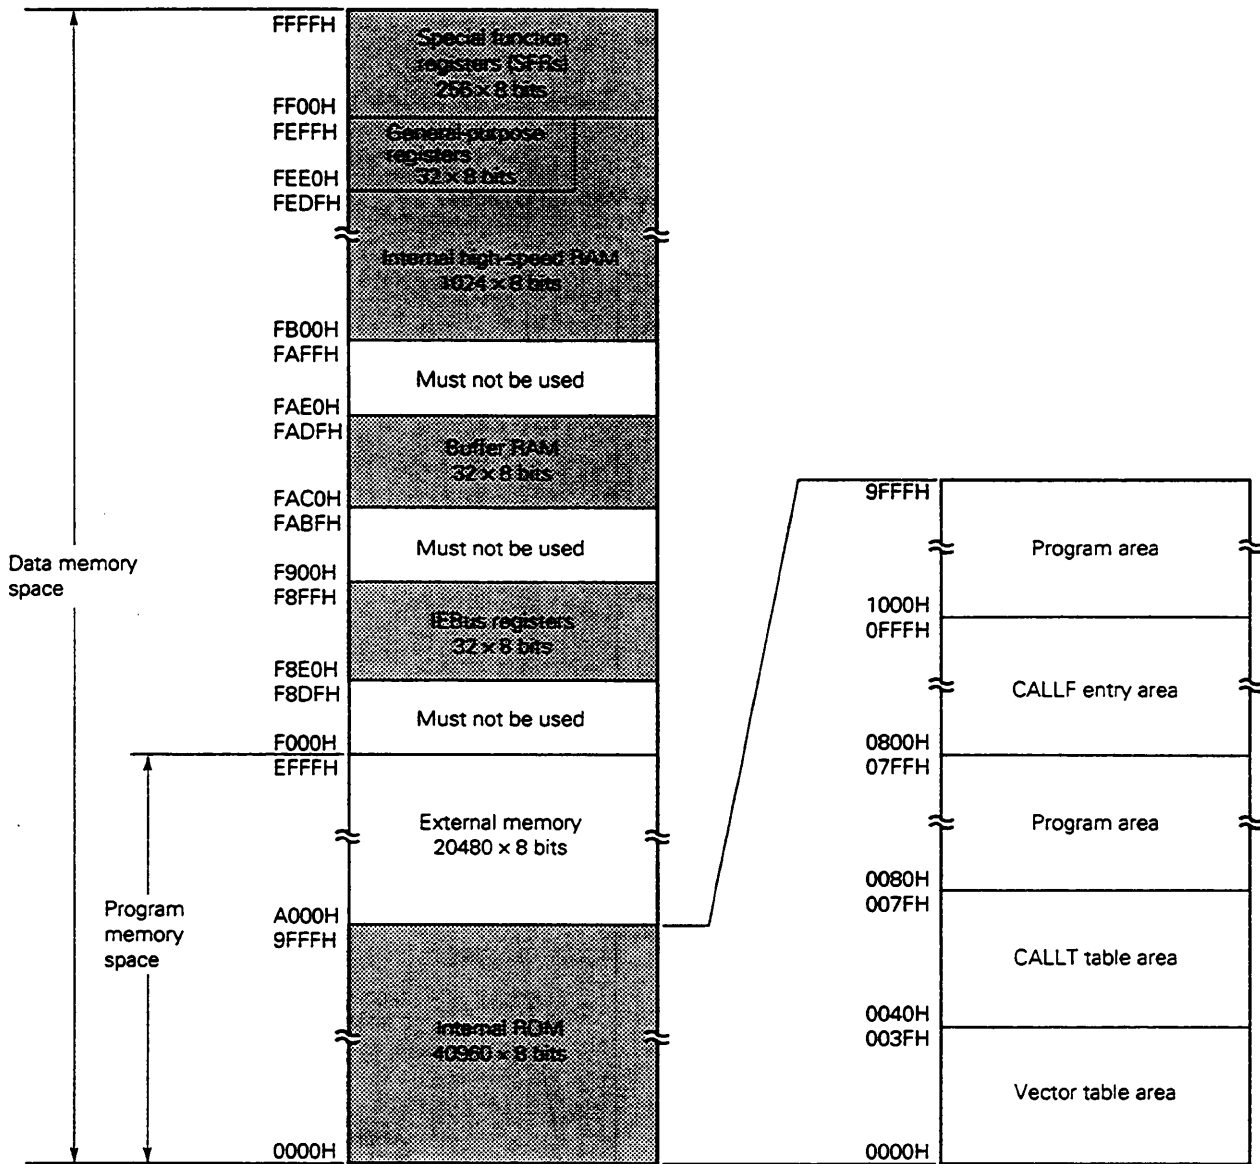 FFFFH
Special function
registers (SFRs)
256 × 8 bits
FF00H
FEFFH
General-purpose
registers
32 × 8 bits
FEE0H
FEDFH
Internal high-speed RAM
1024 × 8 bits
FB00H
FAFFH
Must not be used
FAE0H
FADFH
Buffer RAM
32 × 8 bits
FAC0H
FABFH
Must not be used
F900H
F8FFH
IEBus registers
32 × 8 bits
F8E0H
F8DFH
Must not be used
F000H
EFFFH
External memory
20480 × 8 bits
A000H
9FFFH
Internal ROM
40960 × 8 bits
0000H
Data memory
space
Program
memory
space
9FFFH
Program area
1000H
0FFFH
CALLF entry area
0800H
07FFH
Program area
0080H
007FH
CALLT table area
0040H
003FH
Vector table area
0000H